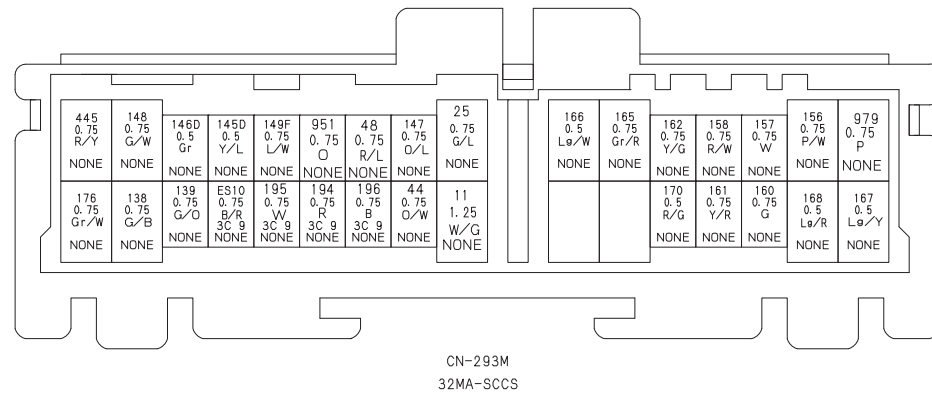 445
0.75
R/Y
NONE
148
0.75
G/W
NONE
146D
0.5
Gr
NONE
145D
0.5
Y/L
NONE
149F
0.75
L/W
NONE
951
0.75
O
NONE
48
0.75
R/L
NONE
147
0.75
O/L
NONE
25
0.75
G/L
NONE
166
0.5
Lg/W
NONE
165
0.75
Gr/R
NONE
162
0.75
Y/G
NONE
158
0.75
R/W
NONE
157
0.75
W
NONE
156
0.75
P/W
NONE
979
0.75
P
NONE
176
0.75
Gr/W
NONE
138
0.75
G/B
NONE
139
0.75
G/O
NONE
ES10
0.75
B/R
3C 9
NONE
195
0.75
W
3C 9
NONE
194
0.75
R
3C 9
NONE
196
0.75
B
3C 9
NONE
44
0.75
O/W
NONE
11
1.25
W/G
NONE
170
0.5
R/G
NONE
161
0.75
Y/R
NONE
160
0.75
G
NONE
168
0.5
Lg/R
NONE
167
0.5
Lg/Y
NONE
CN-293M
32MA-SCCS